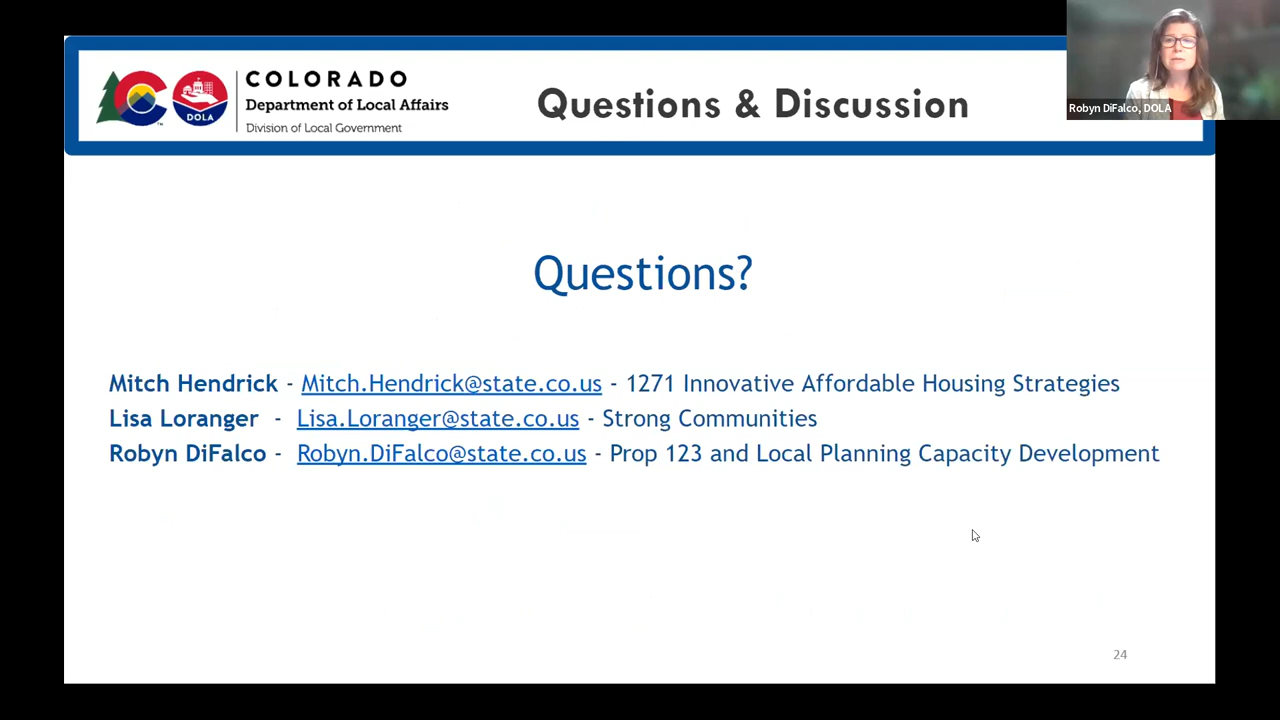 COLORADO
Department of Local Affairs
Division of Local Government
DOLA
Questions & Discussion
Robyn DiFalco, DOLA
Questions?
Mitch Hendrick - Mitch.Hendrick@state.co.us - 1271 Innovative Affordable Housing Strategies
Lisa Loranger - Lisa.Loranger@state.co.us - Strong Communities
Robyn DiFalco - Robyn.DiFalco@state.co.us - Prop 123 and Local Planning Capacity Development
24